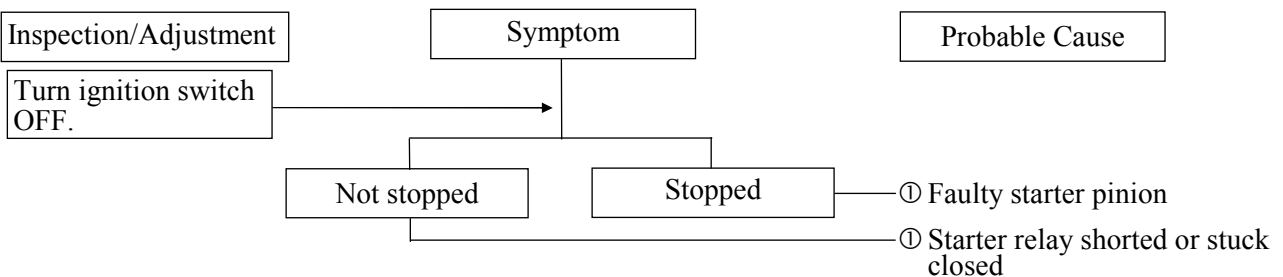 Inspection/Adjustment
Symptom
Probable Cause
Turn ignition switch
OFF.
Not stopped
Stopped
① Faulty starter pinion
① Starter relay shorted or stuck
closed